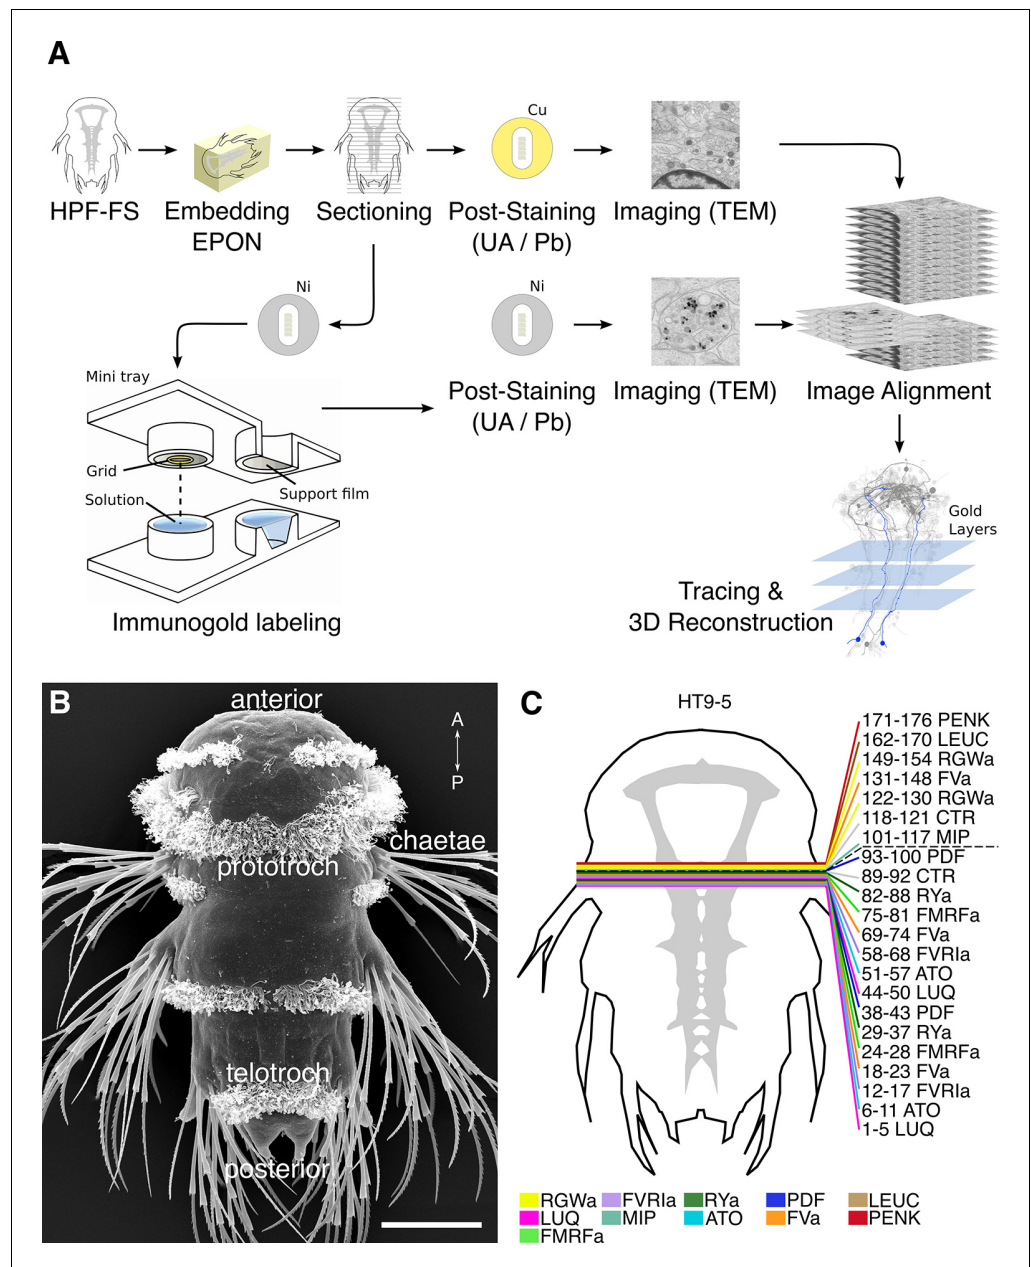 A
Cu
HPF-FS
Embedding
EPON
Sectioning
Post-Staining
(UA / Pb)
Imaging (TEM)
Ni
Ni
Mini tray
Grid
Solution
Support film
Immunogold labeling
Post-Staining
(UA / Pb)
Imaging (TEM)
Image Alignment
Gold
Layers
Tracing &
3D Reconstruction
B
anterior
A
P
chaetae
prototroch
telotroch
posterior
C
HT9-5
171-176 PENK
162-170 LEUC
149-154 RGWa
131-148 FVa
122-130 RGWa
118-121 CTR
101-117 MIP
93-100 PDF
89-92 CTR
82-88 RYa
75-81 FMRFa
69-74 FVa
58-68 FVRIa
51-57 ATO
44-50 LUQ
38-43 PDF
29-37 RYa
24-28 FMRFa
18-23 FVa
12-17 FVRIa
6-11 ATO
1-5 LUQ
RGWa FVRIa RYa PDF LEUC
LUQ MIP ATO FVa PENK
FMRFa